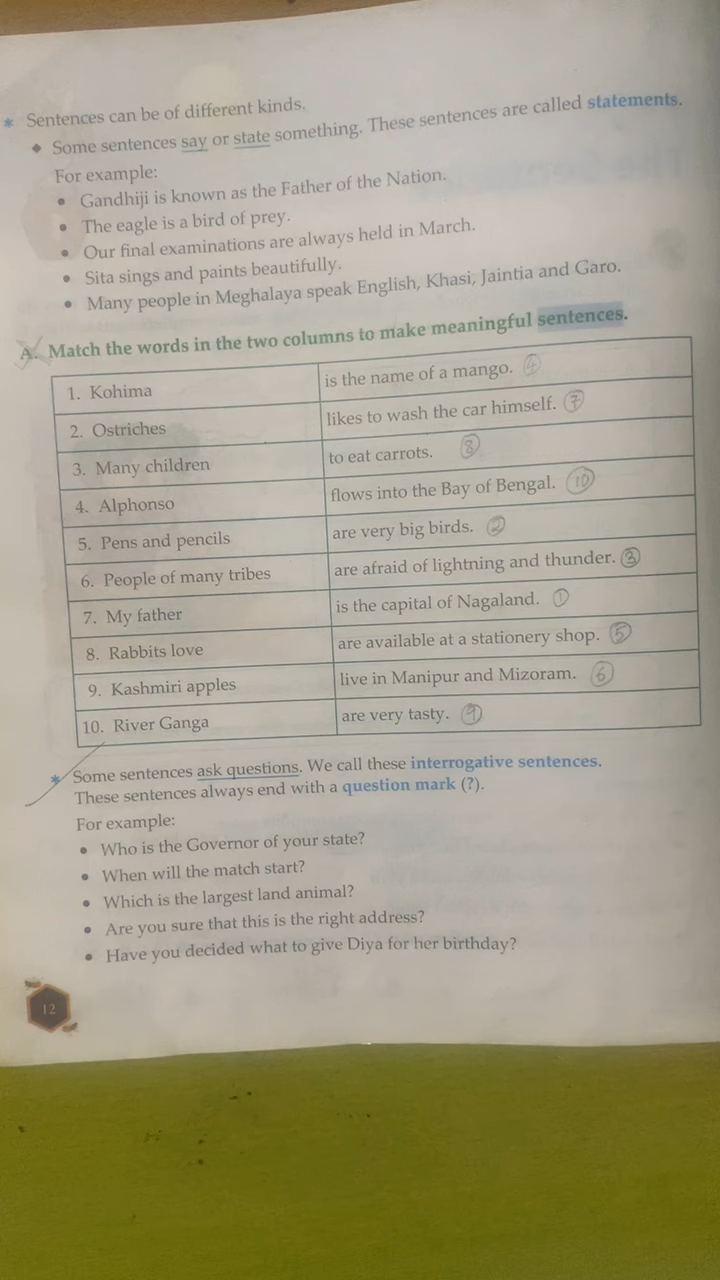 * Sentences can be of different kinds.
◆ Some sentences say or state something. These sentences are called statements.
For example:
• Gandhiji is known as the Father of the Nation.
• The eagle is a bird of prey.
• Our final examinations are always held in March.
• Sita sings and paints beautifully.
• Many people in Meghalaya speak English, Khasi, Jaintia and Garo.
A. Match the words in the two columns to make meaningful sentences.
1. Kohima is the name of a mango. ④
2. Ostriches likes to wash the car himself. ⑦
3. Many children to eat carrots. ⑧
4. Alphonso flows into the Bay of Bengal. ⑩
5. Pens and pencils are very big birds. ②
6. People of many tribes are afraid of lightning and thunder. ③
7. My father is the capital of Nagaland. ①
8. Rabbits love are available at a stationery shop. ⑤
9. Kashmiri apples live in Manipur and Mizoram. ⑥
10. River Ganga are very tasty. ⑨
* Some sentences ask questions. We call these interrogative sentences.
These sentences always end with a question mark (?).
For example:
• Who is the Governor of your state?
• When will the match start?
• Which is the largest land animal?
• Are you sure that this is the right address?
• Have you decided what to give Diya for her birthday?
12